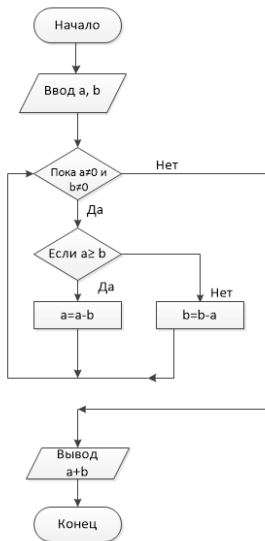 Начало
Ввод a, b
Пока a≠0 и
b≠0
Нет
Да
Если a≥ b
Да
Нет
a=a-b
b=b-a
Вывод
a+b
Конец